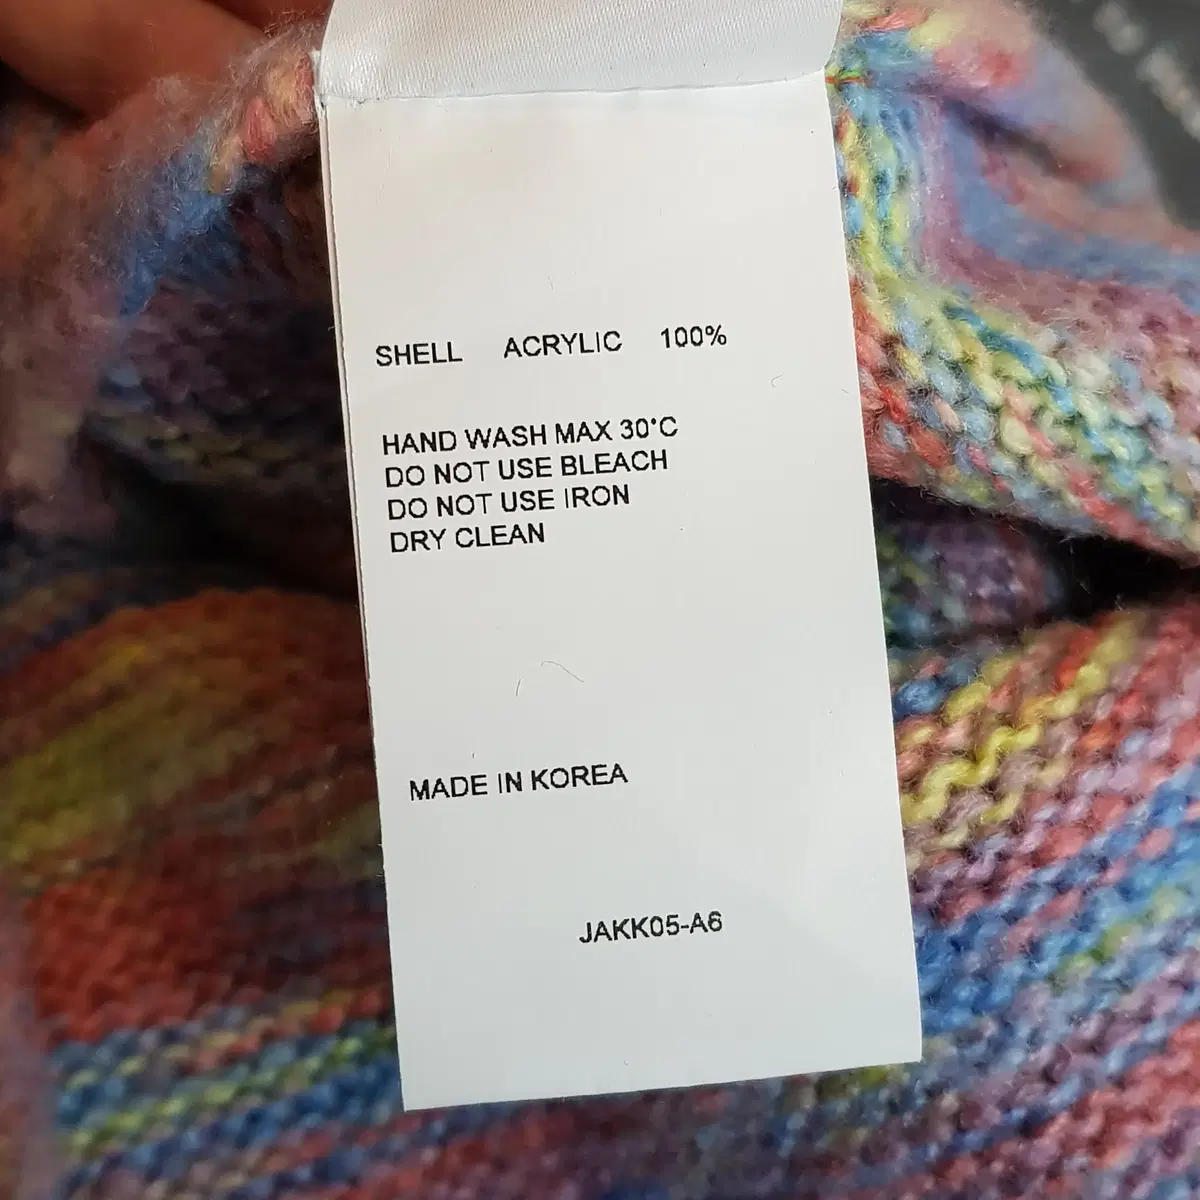 SHELL ACRYLIC 100%
HAND WASH MAX 30°C
DO NOT USE BLEACH
DO NOT USE IRON
DRY CLEAN
MADE IN KOREA
JAKK05-A6